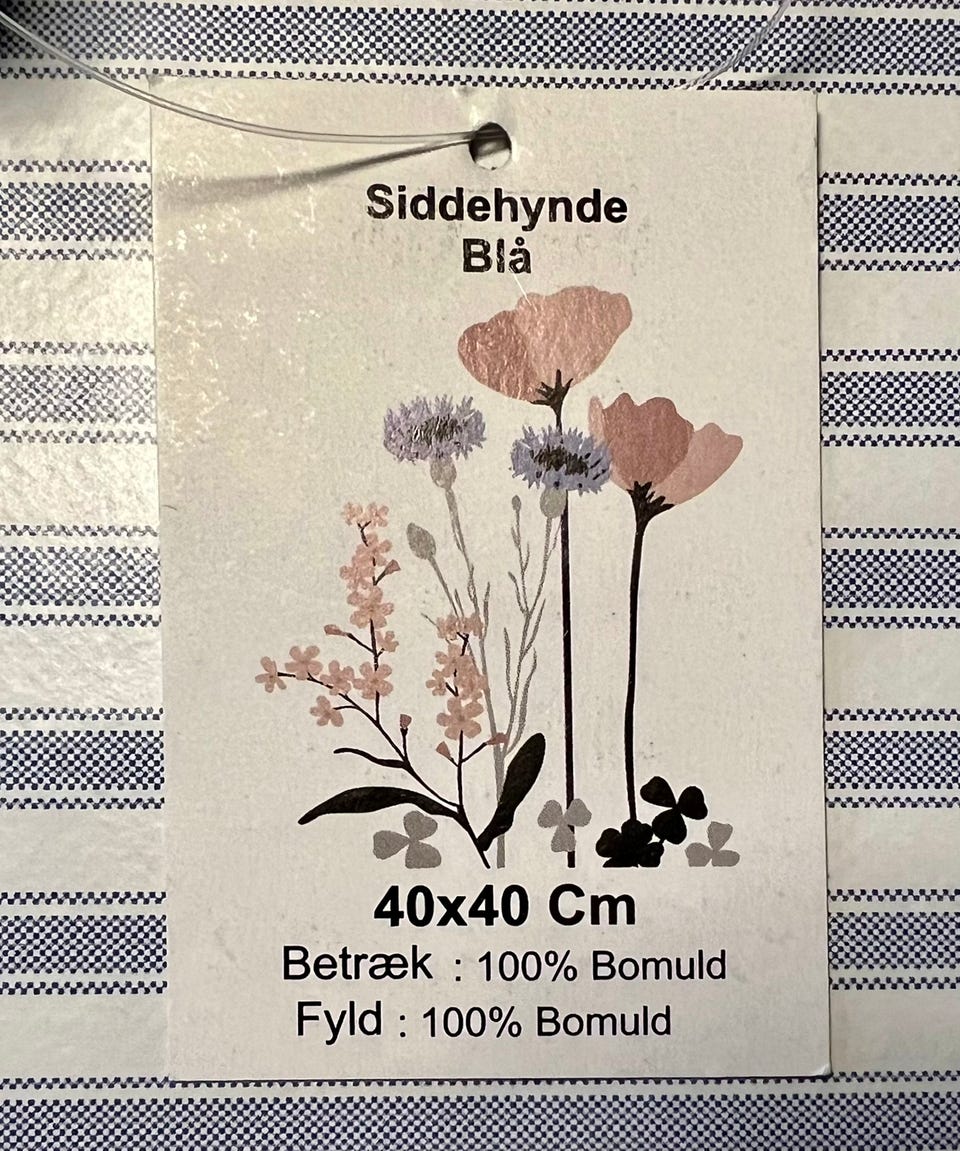 Siddehynde
Blå
40x40 Cm
Betræk : 100% Bomuld
Fyld : 100% Bomuld